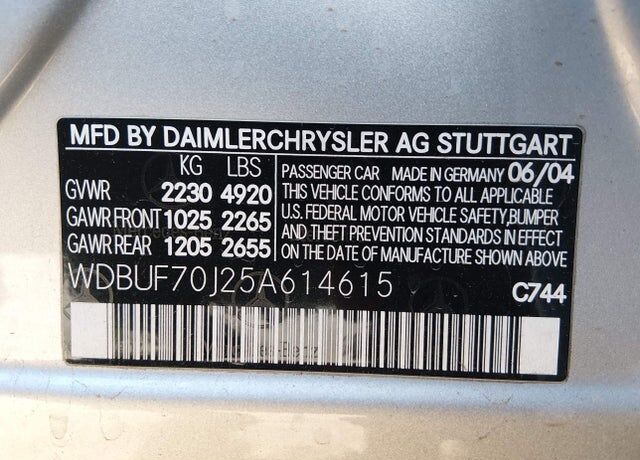 MFD BY DAIMLERCHRYSLER AG STUTTGART
KG LBS
GVWR 2230 4920
GAWR FRONT 1025 2265
GAWR REAR 1205 2655
PASSENGER CAR MADE IN GERMANY 06/04
THIS VEHICLE CONFORMS TO ALL APPLICABLE
U.S. FEDERAL MOTOR VEHICLE SAFETY,BUMPER
AND THEFT PREVENTION STANDARDS IN EFFECT
ON THE DATE OF MANUFACTURE SHOWN ABOVE
WDBUF70J25A614615 C744